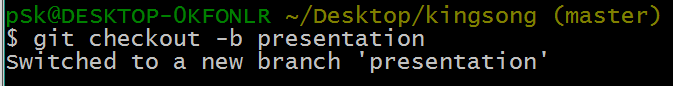 pSk@DESKTOP-0KFONLR ~/Desktop/kingsong (master)
$ git checkout -b presentation
Switched to a new branch 'presentation'